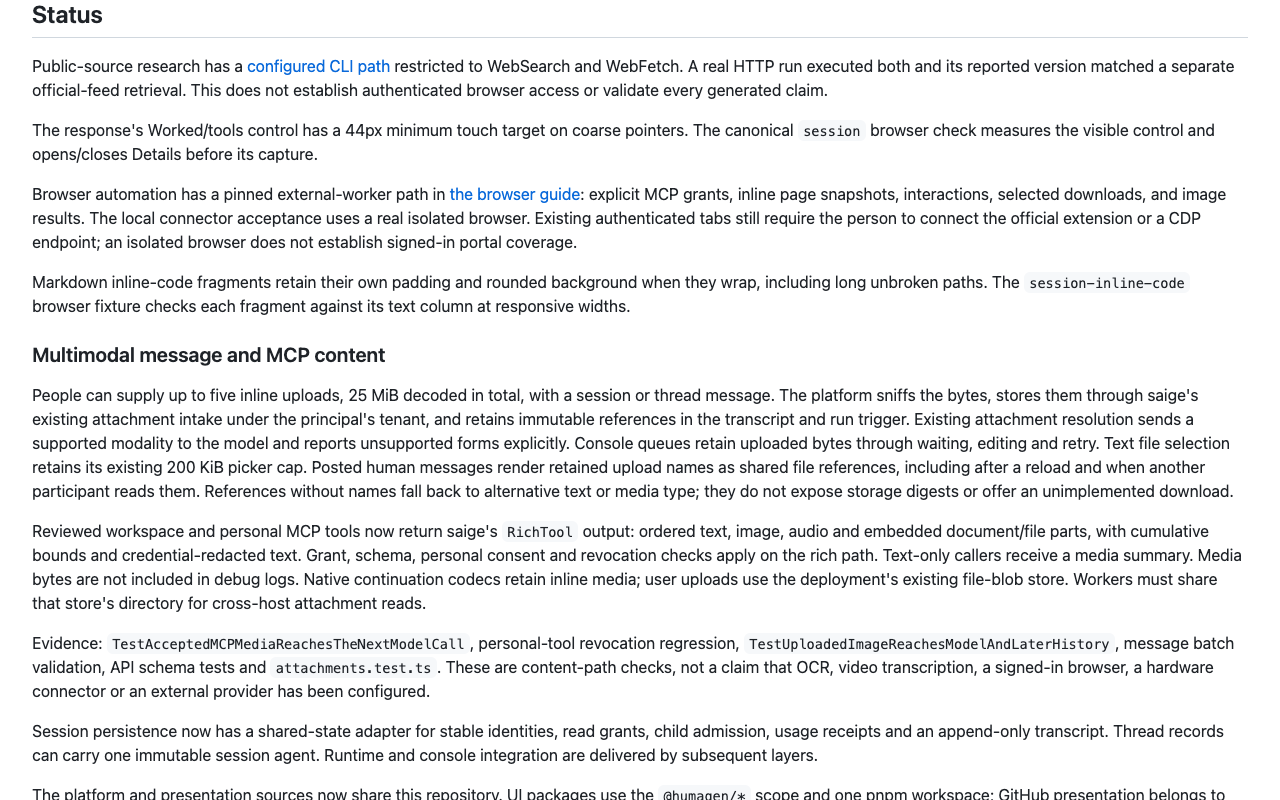 Status
Public-source research has a configured CLI path restricted to WebSearch and WebFetch. A real HTTP run executed both and its reported version matched a separate
official-feed retrieval. This does not establish authenticated browser access or validate every generated claim.
The response's Worked/tools control has a 44px minimum touch target on coarse pointers. The canonical session browser check measures the visible control and
opens/closes Details before its capture.
Browser automation has a pinned external-worker path in the browser guide: explicit MCP grants, inline page snapshots, interactions, selected downloads, and image
results. The local connector acceptance uses a real isolated browser. Existing authenticated tabs still require the person to connect the official extension or a CDP
endpoint; an isolated browser does not establish signed-in portal coverage.
Markdown inline-code fragments retain their own padding and rounded background when they wrap, including long unbroken paths. The session-inline-code
browser fixture checks each fragment against its text column at responsive widths.
Multimodal message and MCP content
People can supply up to five inline uploads, 25 MiB decoded in total, with a session or thread message. The platform sniffs the bytes, stores them through saige's
existing attachment intake under the principal's tenant, and retains immutable references in the transcript and run trigger. Existing attachment resolution sends a
supported modality to the model and reports unsupported forms explicitly. Console queues retain uploaded bytes through waiting, editing and retry. Text file selection
retains its existing 200 KiB picker cap. Posted human messages render retained upload names as shared file references, including after a reload and when another
participant reads them. References without names fall back to alternative text or media type; they do not expose storage digests or offer an unimplemented download.
Reviewed workspace and personal MCP tools now return saige's RichTool output: ordered text, image, audio and embedded document/file parts, with cumulative
bounds and credential-redacted text. Grant, schema, personal consent and revocation checks apply on the rich path. Text-only callers receive a media summary. Media
bytes are not included in debug logs. Native continuation codecs retain inline media; user uploads use the deployment's existing file-blob store. Workers must share
that store's directory for cross-host attachment reads.
Evidence: TestAcceptedMCPMediaReachesTheNextModelCall, personal-tool revocation regression, TestUploadedImageReachesModelAndLaterHistory, message batch
validation, API schema tests and attachments.test.ts. These are content-path checks, not a claim that OCR, video transcription, a signed-in browser, a hardware
connector or an external provider has been configured.
Session persistence now has a shared-state adapter for stable identities, read grants, child admission, usage receipts and an append-only transcript. Thread records
can carry one immutable session agent. Runtime and console integration are delivered by subsequent layers.
The platform and presentation sources now share this repository. UI packages use the @humagen/* scope and one pnpm workspace; GitHub presentation belongs to